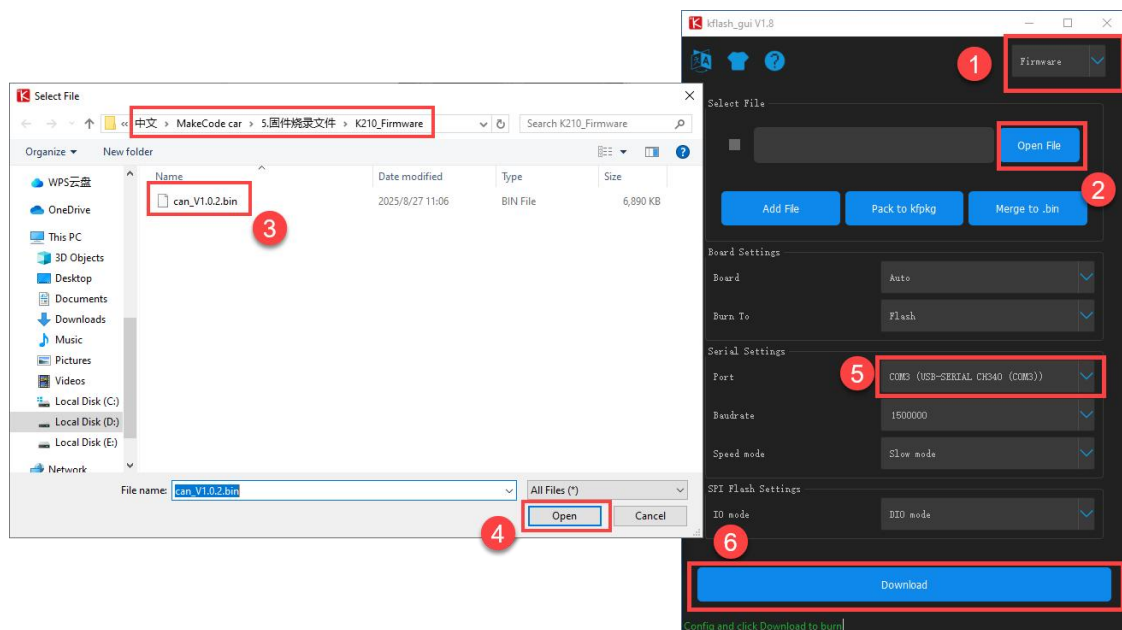 kflash_gui V1.8
1
Firmware
Select File
Open File
2
Add File
Pack to kfpkg
Merge to .bin
Board Settings
Board
Auto
Burn To
Flash
Serial Settings
Port
5
COM3 (USB-SERIAL CH340 (COM3))
Baudrate
1500000
Speed mode
Slow mode
SPI Flash Settings
IO mode
DIO mode
6
Download
Config and click Download to burn
Select File
« 中文 › MakeCode car › 5.固件烧录文件 › K210_Firmware
Search K210_Firmware
Organize
New folder
Name
Date modified
Type
Size
can_V1.0.2.bin
2025/8/27 11:06
BIN File
6,890 KB
3
WPS云盘
OneDrive
This PC
3D Objects
Desktop
Documents
Downloads
Music
Pictures
Videos
Local Disk (C:)
Local Disk (D:)
Local Disk (E:)
Network
File name:
can_V1.0.2.bin
All Files (*)
4
Open
Cancel